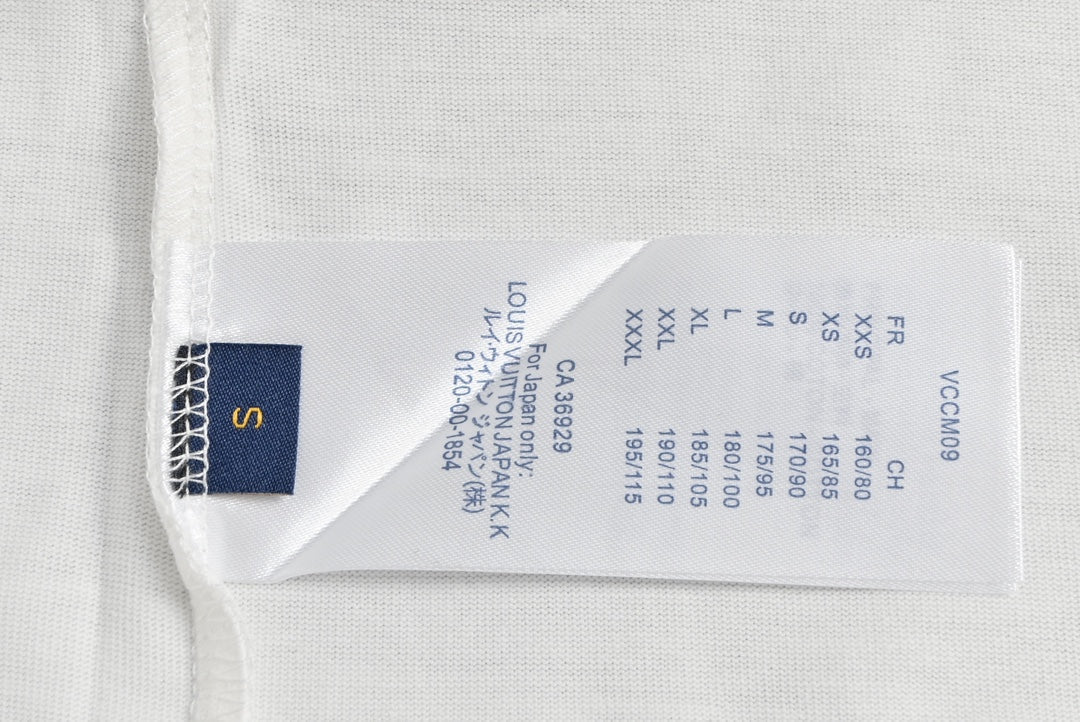 VCCM09
FR CH
XXS 160/80
XS 165/85
S 170/90
M 175/95
L 180/100
XL 185/105
XXL 190/110
XXXL 195/115
CA 36929
For Japan only:
LOUIS VUITTON JAPAN K.K
ルイ・ヴィトン ジャパン(株)
0120-00-1854
S